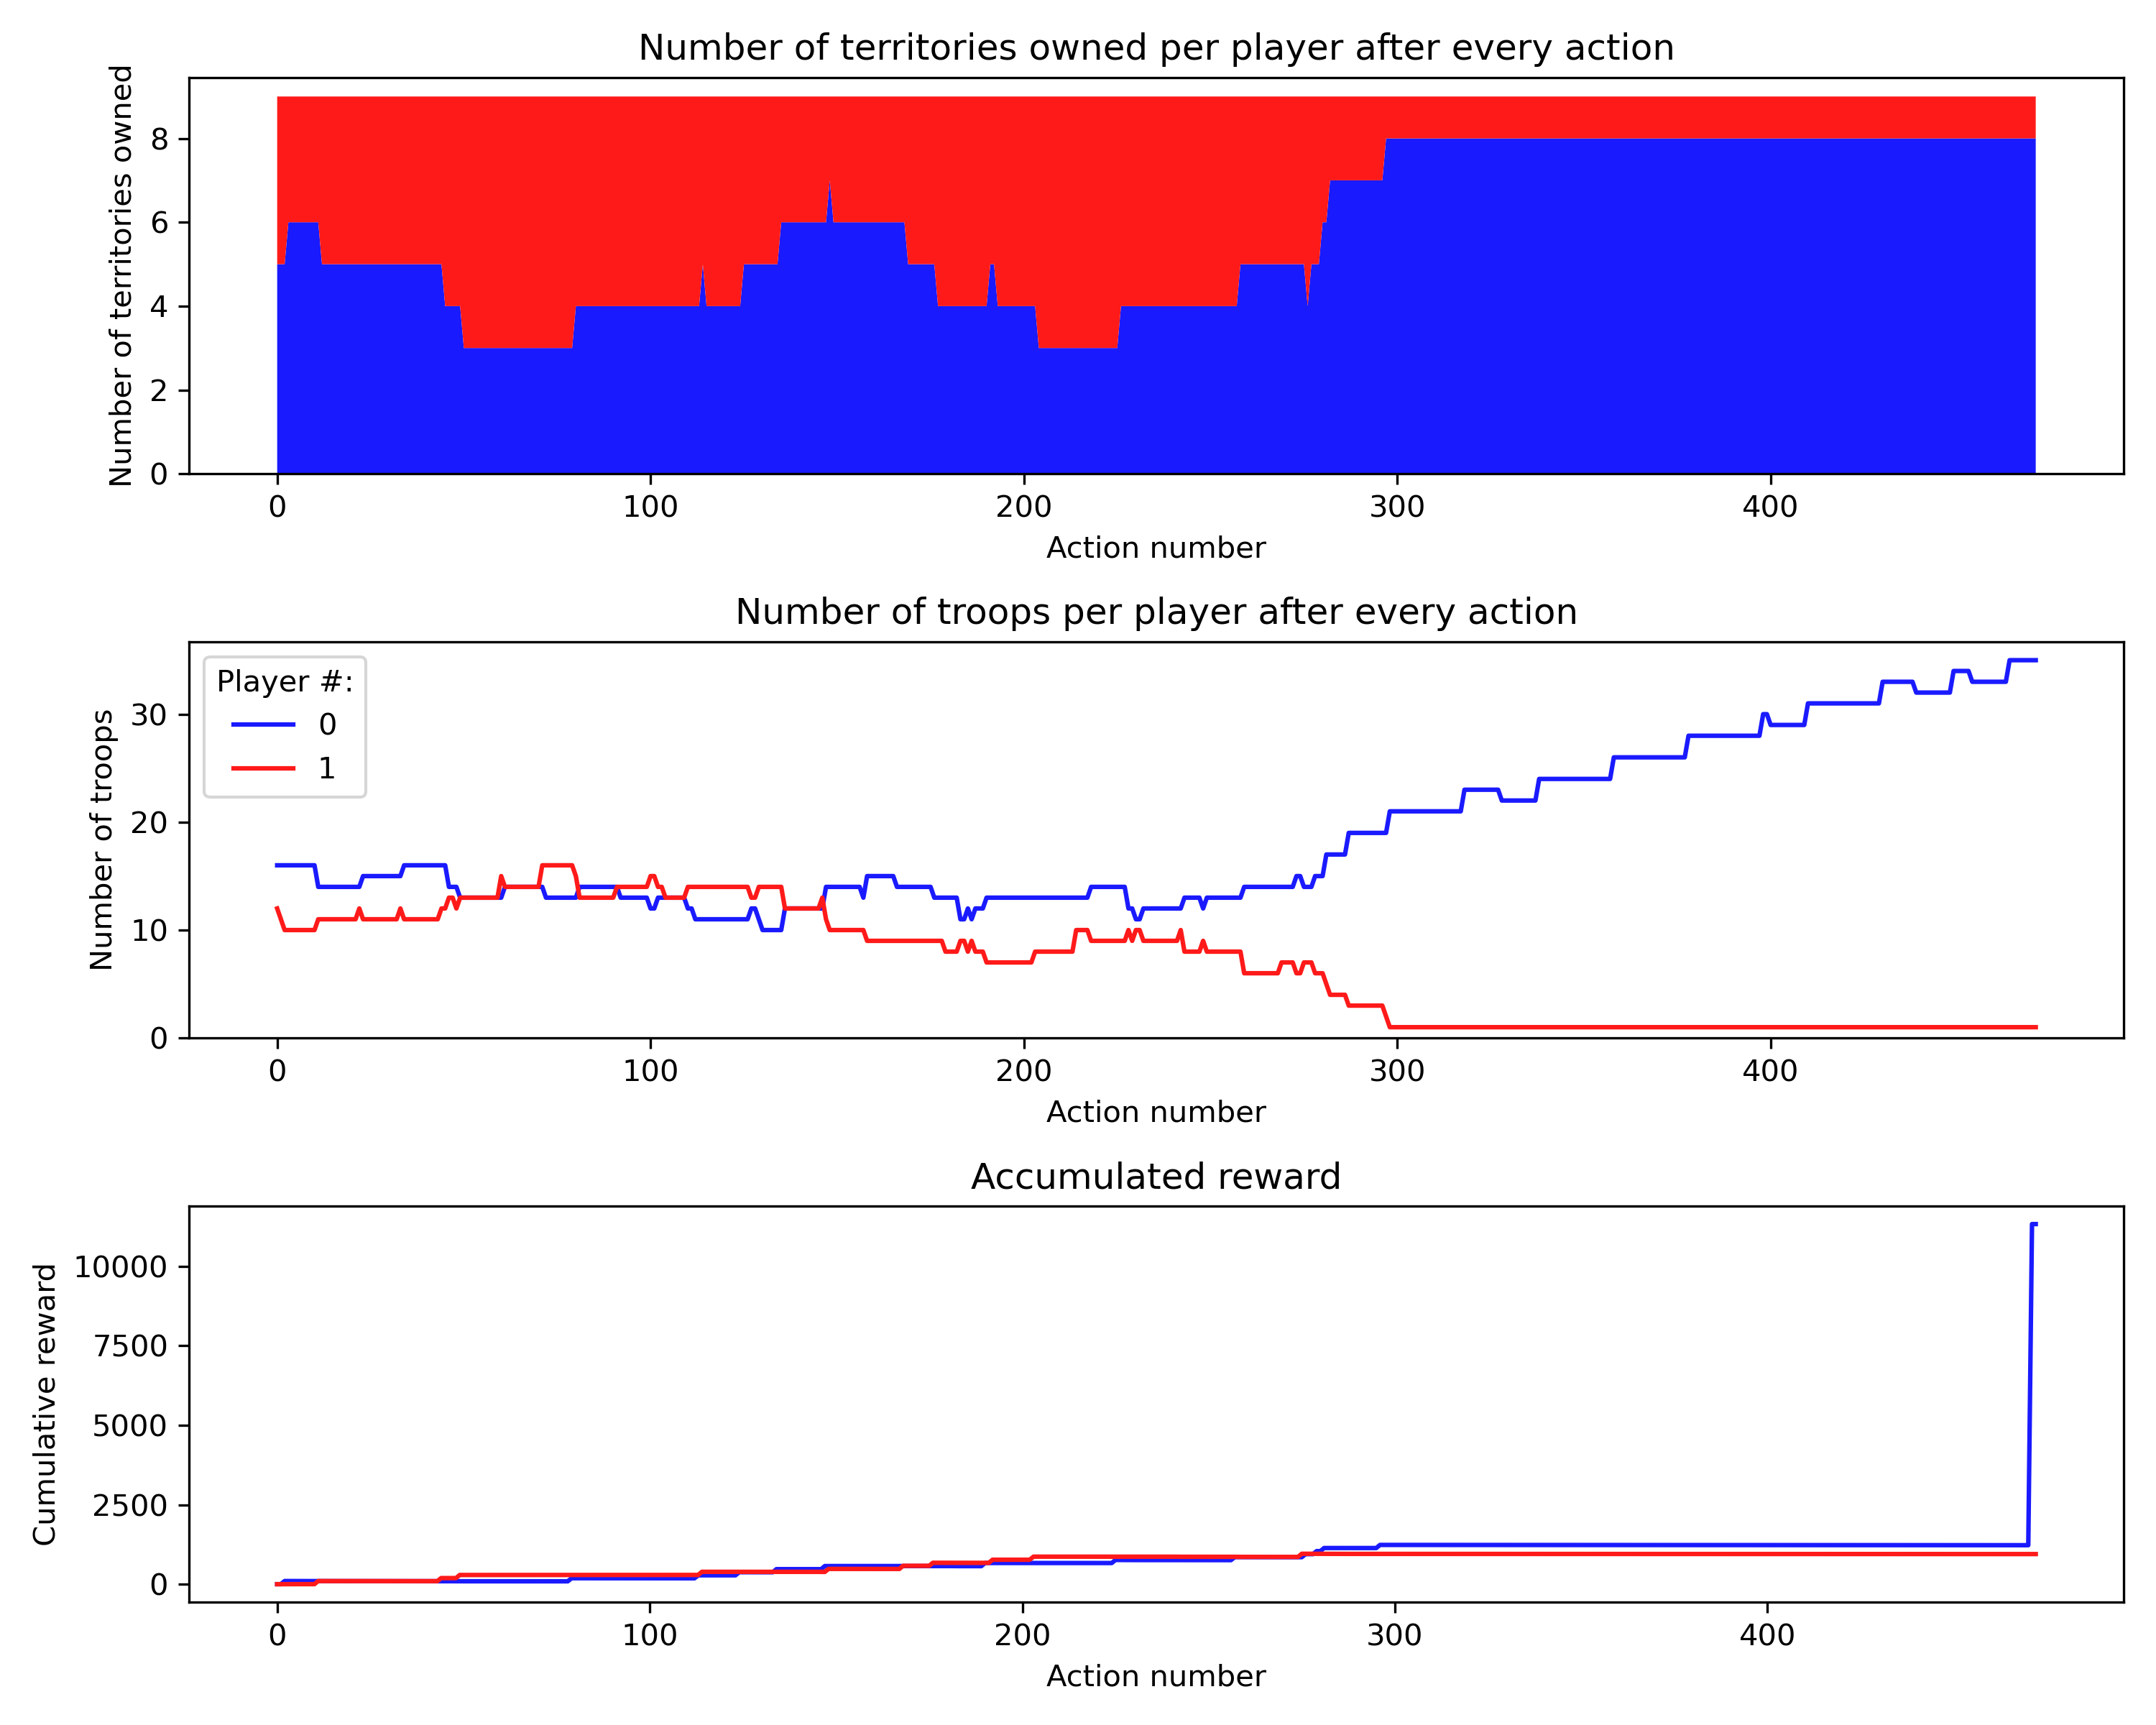 Number of territories owned per player after every action
Number of territories owned
8
6
4
2
0
0 100 200 300 400
Action number
Number of troops per player after every action
Number of troops
30
20
10
0
Player #:
0
1
0 100 200 300 400
Action number
Accumulated reward
Cumulative reward
10000
7500
5000
2500
0
0 100 200 300 400
Action number